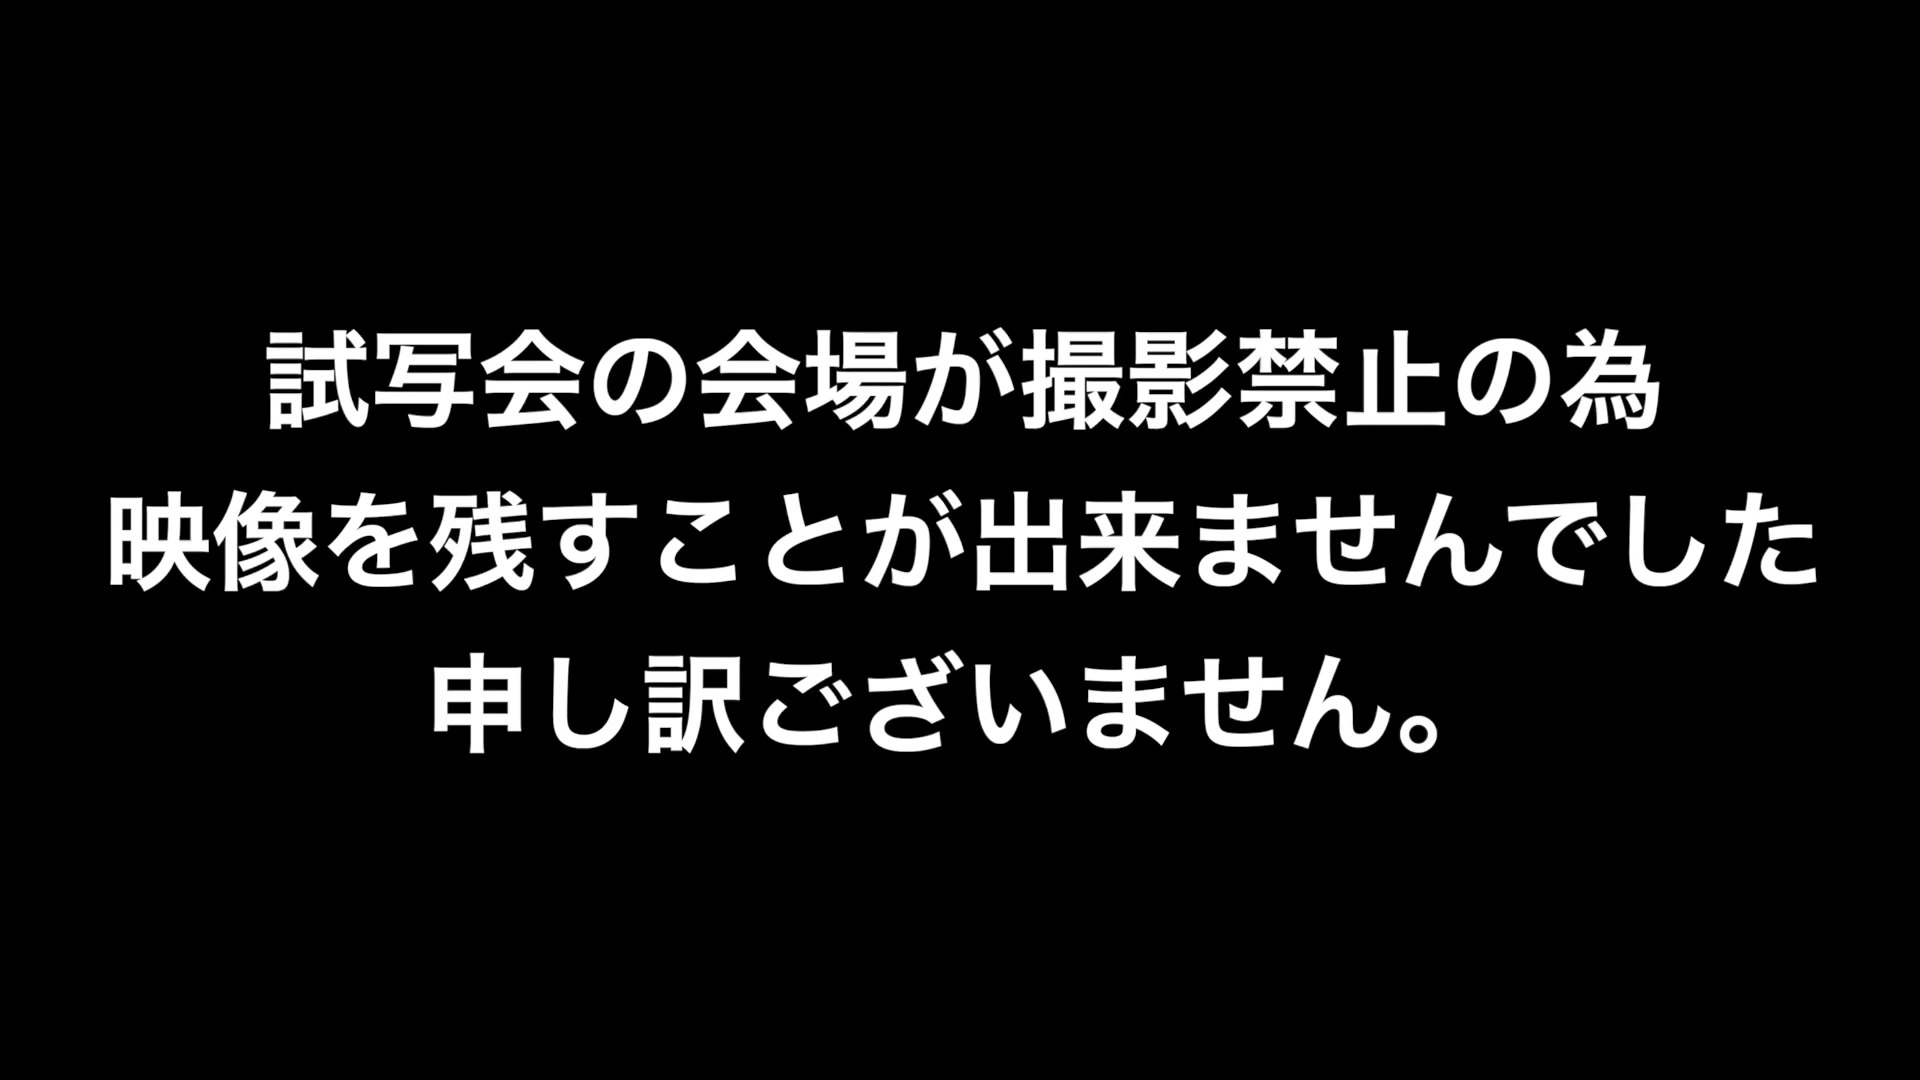 試写会の会場が撮影禁止の為
映像を残すことが出来ませんでした
申し訳ございません。